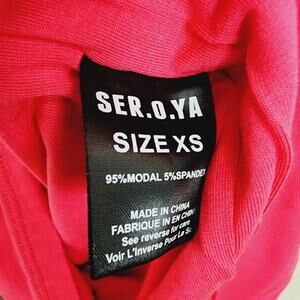 SER.O.YA
SIZE XS
95%MODAL 5%SPANDEX
MADE IN CHINA
FABRIQUE IN EN CHIN
See reverse for care
Voir L'Inverse Pour Le S